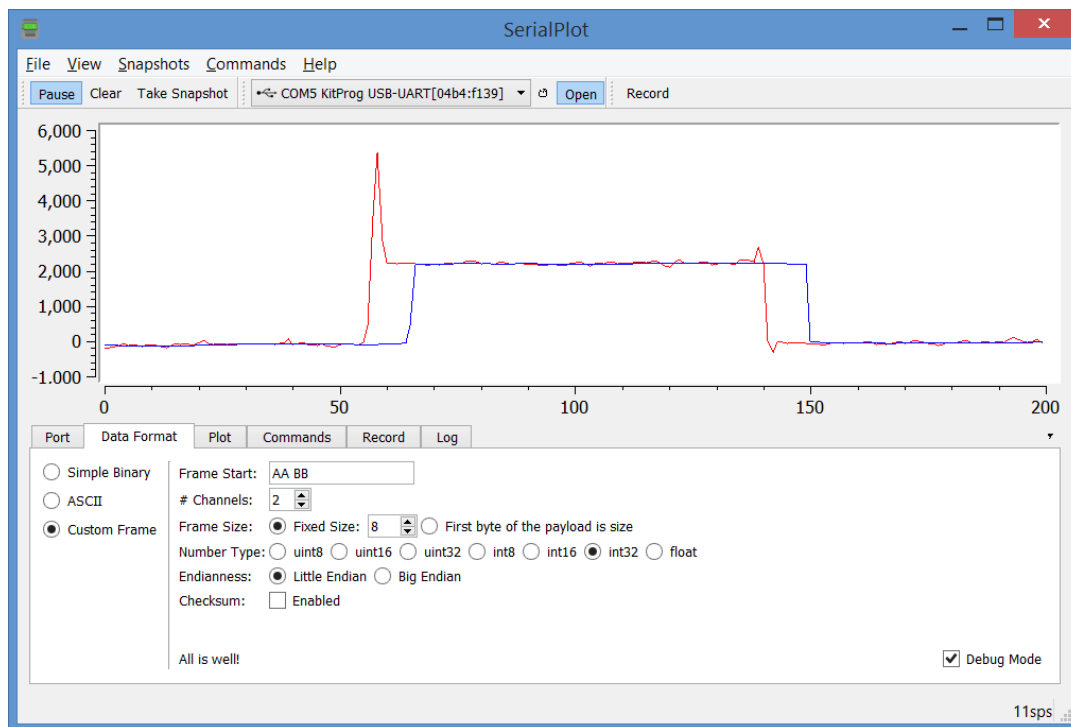 SerialPlot
File View Snapshots Commands Help
Pause Clear Take Snapshot COM5 KitProg USB-UART[04b4:f139] Open Record
6,000
5,000
4,000
3,000
2,000
1,000
0
-1.000
0 50 100 150 200
Port Data Format Plot Commands Record Log
Simple Binary Frame Start: AA BB
ASCII # Channels: 2
Custom Frame Frame Size: Fixed Size: 8 First byte of the payload is size
Number Type: uint8 uint16 uint32 int8 int16 int32 float
Endianness: Little Endian Big Endian
Checksum: Enabled
All is well! Debug Mode
11sps